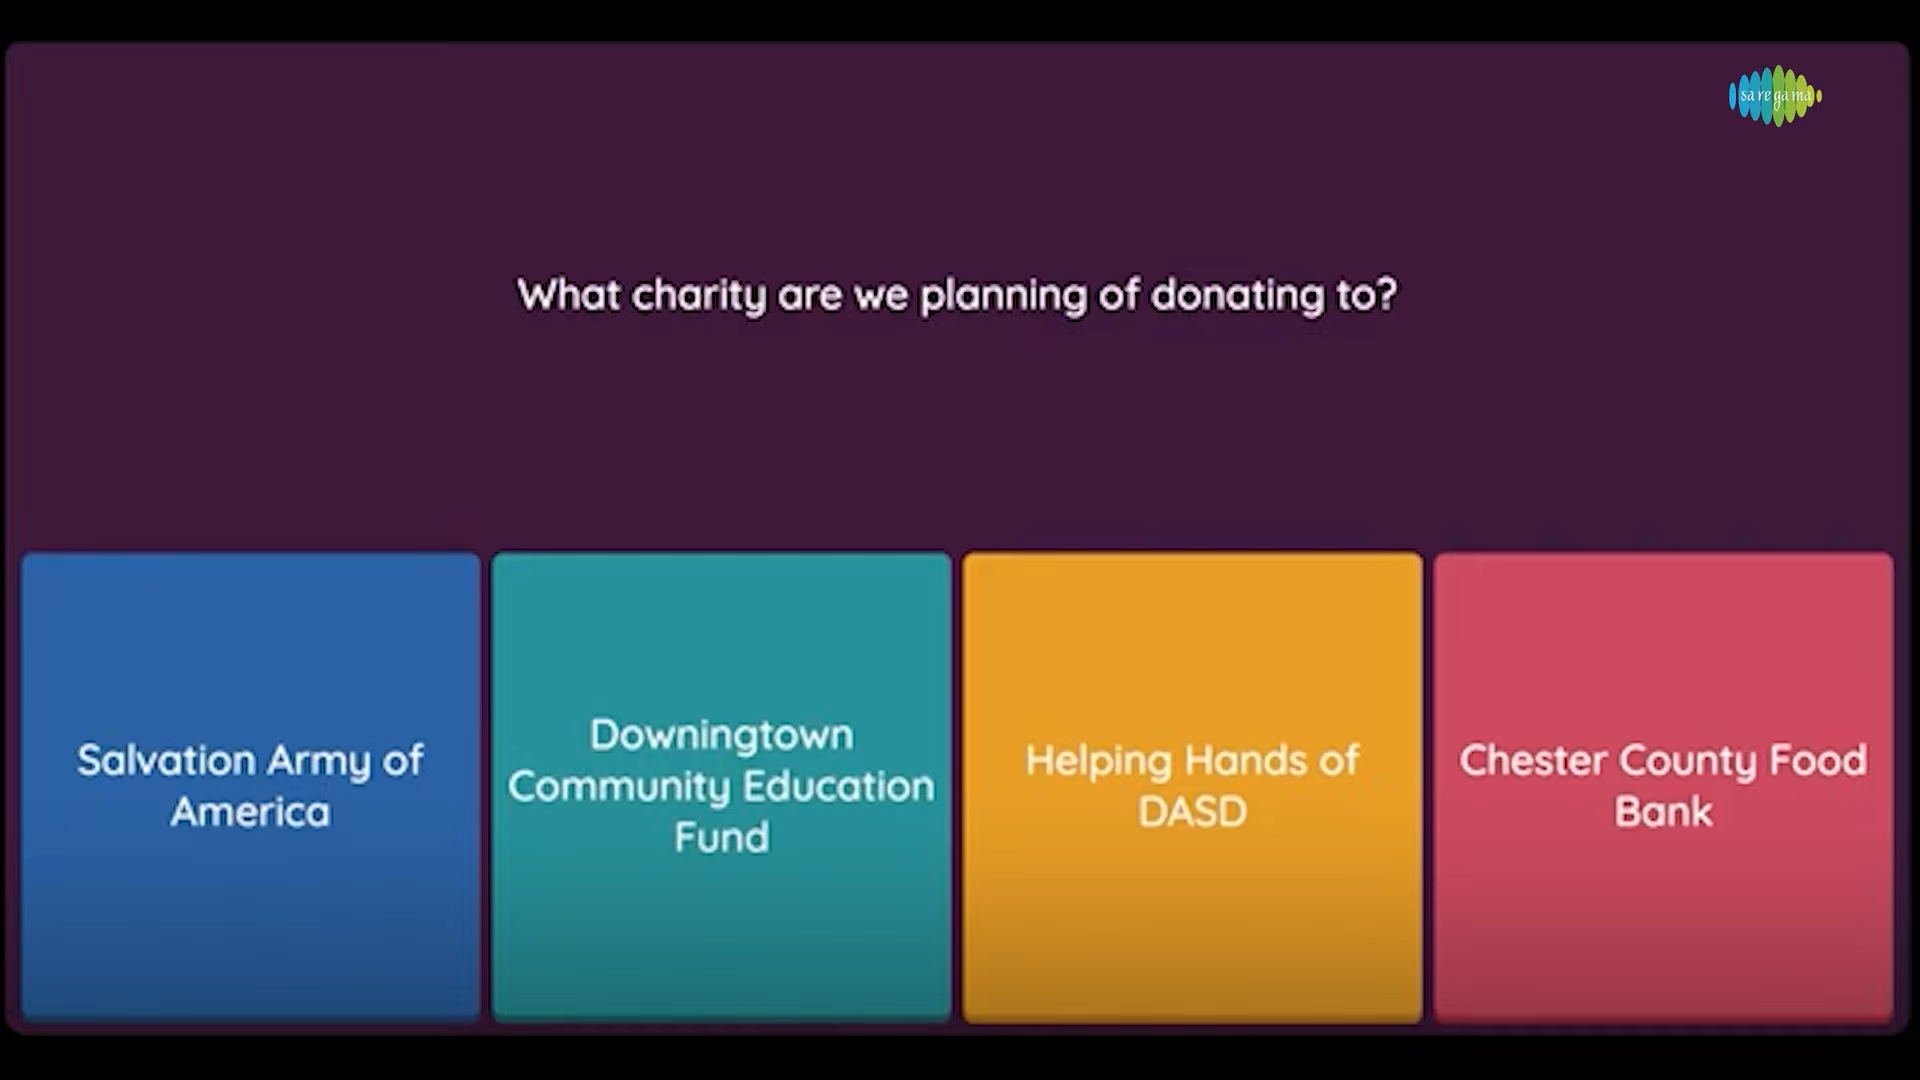 sa re ga ma
What charity are we planning of donating to?
Salvation Army of
America
Downingtown
Community Education
Fund
Helping Hands of
DASD
Chester County Food
Bank